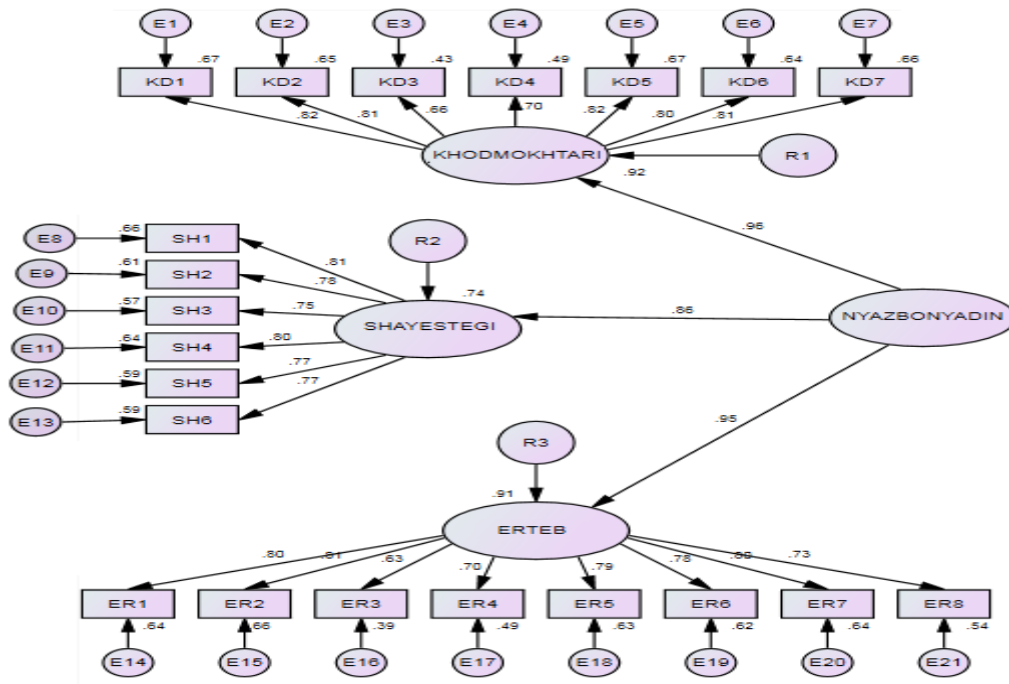 E1 E2 E3 E4 E5 E6 E7
.67 .65 .43 .49 .67 .64 .66
KD1 KD2 KD3 KD4 KD5 KD6 KD7
.82 .81 .66 .70 .82 .80 .81
KHODMOKHTARI
R1
.92
.96
E8 .66 SH1
R2
E9 .61 SH2
.81
.78
E10 .57 SH3
.75
.74
NYAZBONYADIN
SHAYESTEGI
.86
E11 .64 SH4
.80
E12 .59 SH5
.77
.77
E13 .59 SH6
.95
R3
.91
ERTEB
.80 .63 .70 .79 .78 .73
ER1 ER2 ER3 ER4 ER5 ER6 ER7 ER8
.64 .66 .39 .49 .63 .62 .64 .54
E14 E15 E16 E17 E18 E19 E20 E21